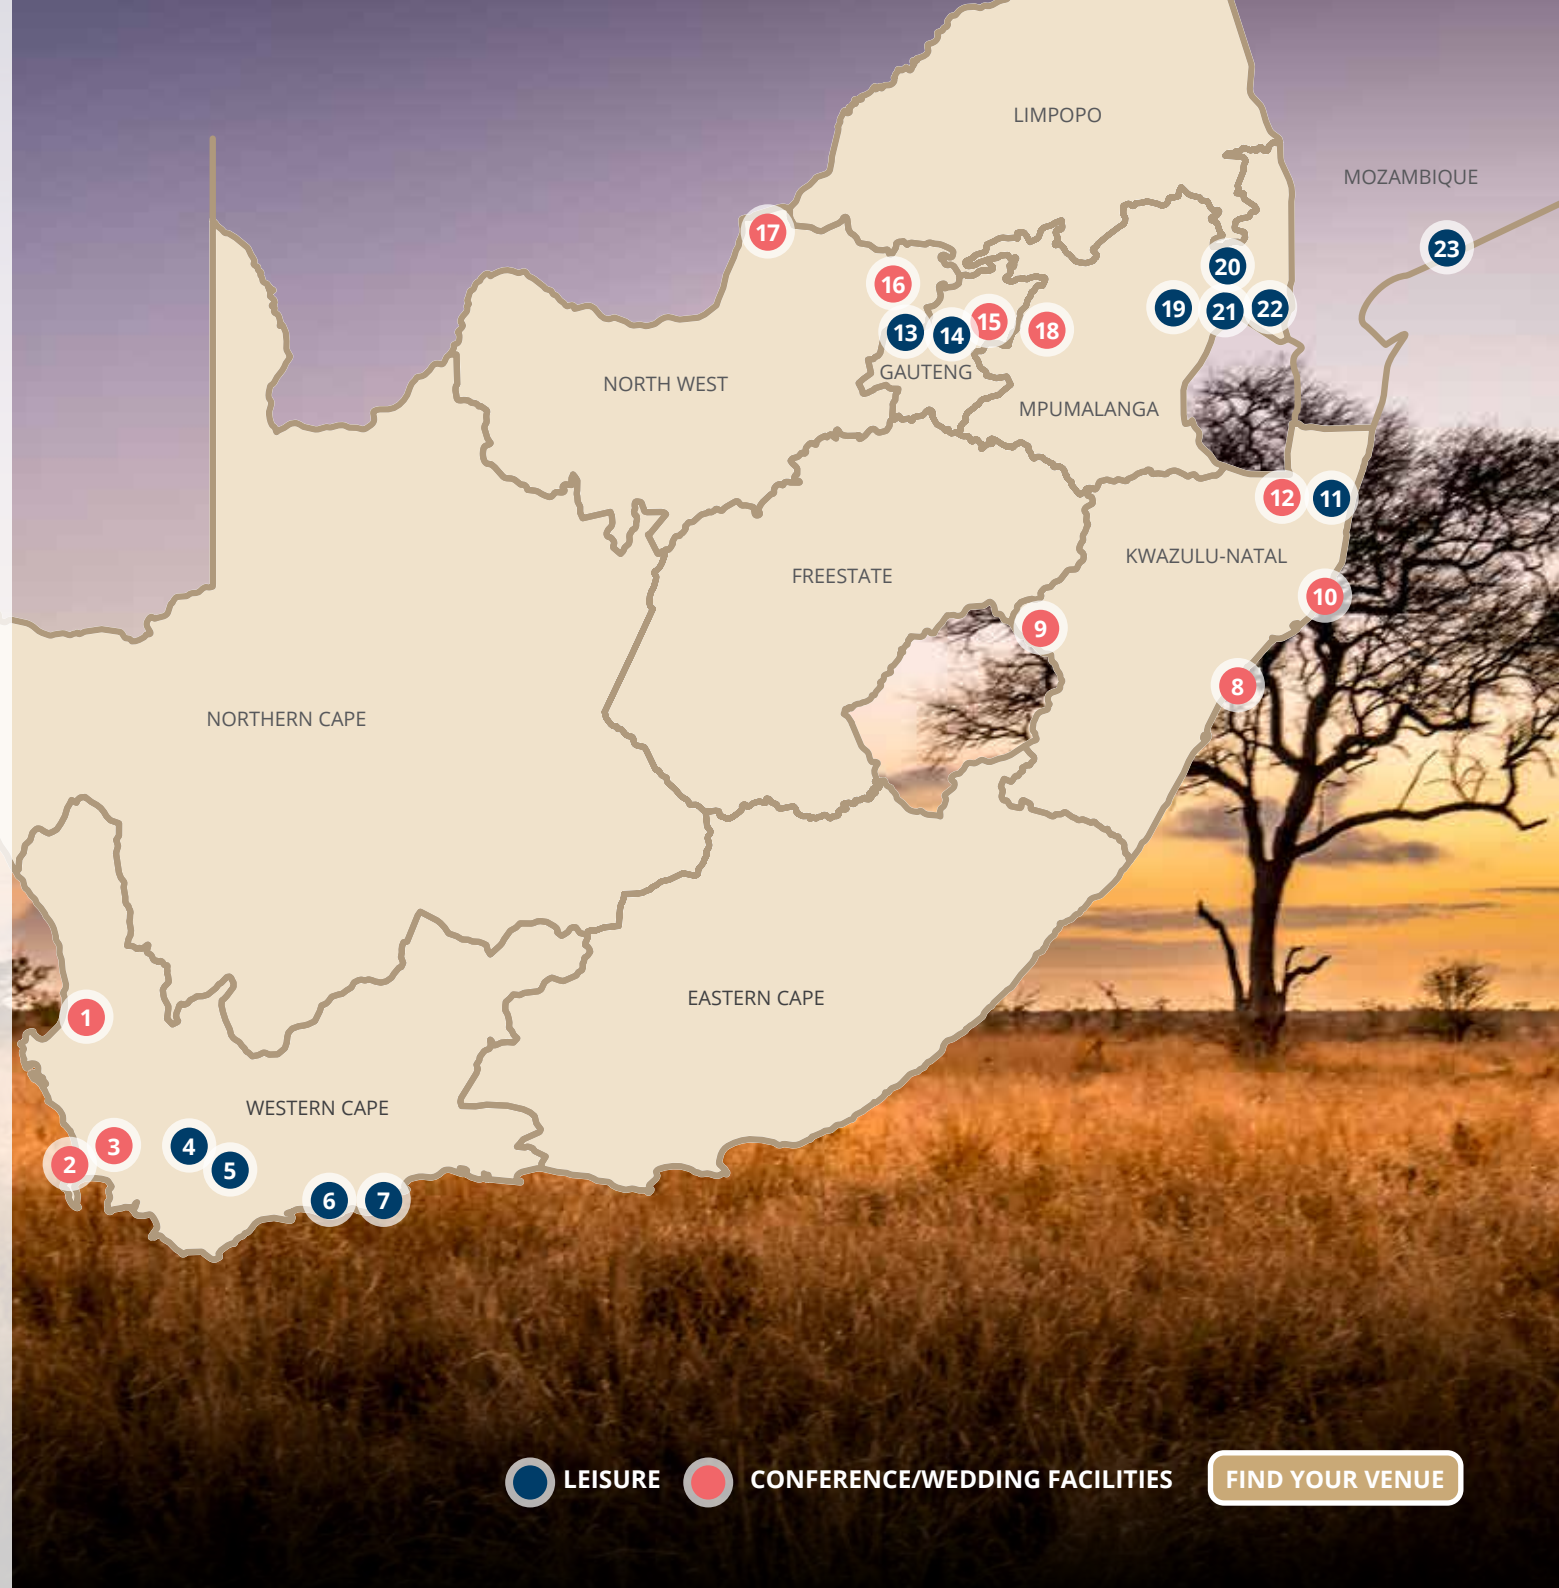 LIMPOPO
MOZAMBIQUE
17
23
20
16
19
21
22
13
14
15
18
GAUTENG
NORTH WEST
MPUMALANGA
12
11
KWAZULU-NATAL
FREESTATE
10
9
8
NORTHERN CAPE
EASTERN CAPE
1
WESTERN CAPE
2
3
4
5
6
7
LEISURE
CONFERENCE/WEDDING FACILITIES
FIND YOUR VENUE